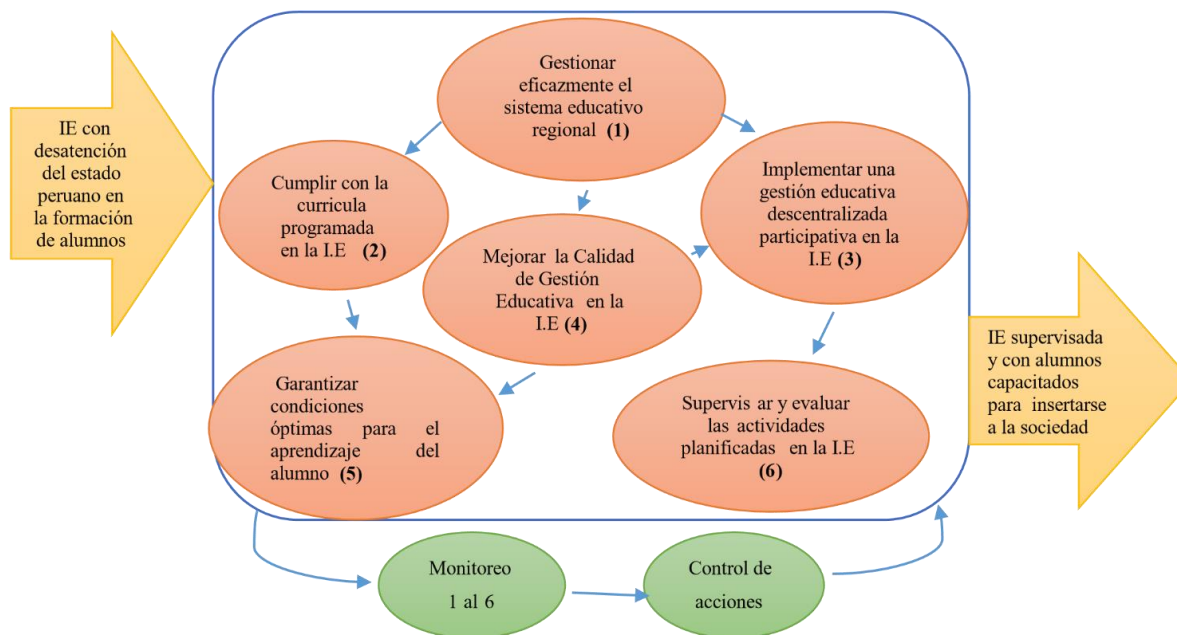 Gestionar
eficazmente el
sistema educativo
regional (1)
IE con
desatención
del estado
peruano en
la formación
de alumnos
Cumplir con la
curricula
programada
en la I.E (2)
Implementar una
gestión educativa
descentralizada
participativa en la
I.E (3)
Mejorar la Calidad
de Gestión
Educativa en la
I.E (4)
Garantizar
condiciones
óptimas para el
aprendizaje del
alumno (5)
Supervis ar y evaluar
las actividades
planificadas en la I.E
(6)
IE supervisada
y con alumnos
capacitados
para insertarse
a la sociedad
Monitoreo
1 al 6
Control de
acciones